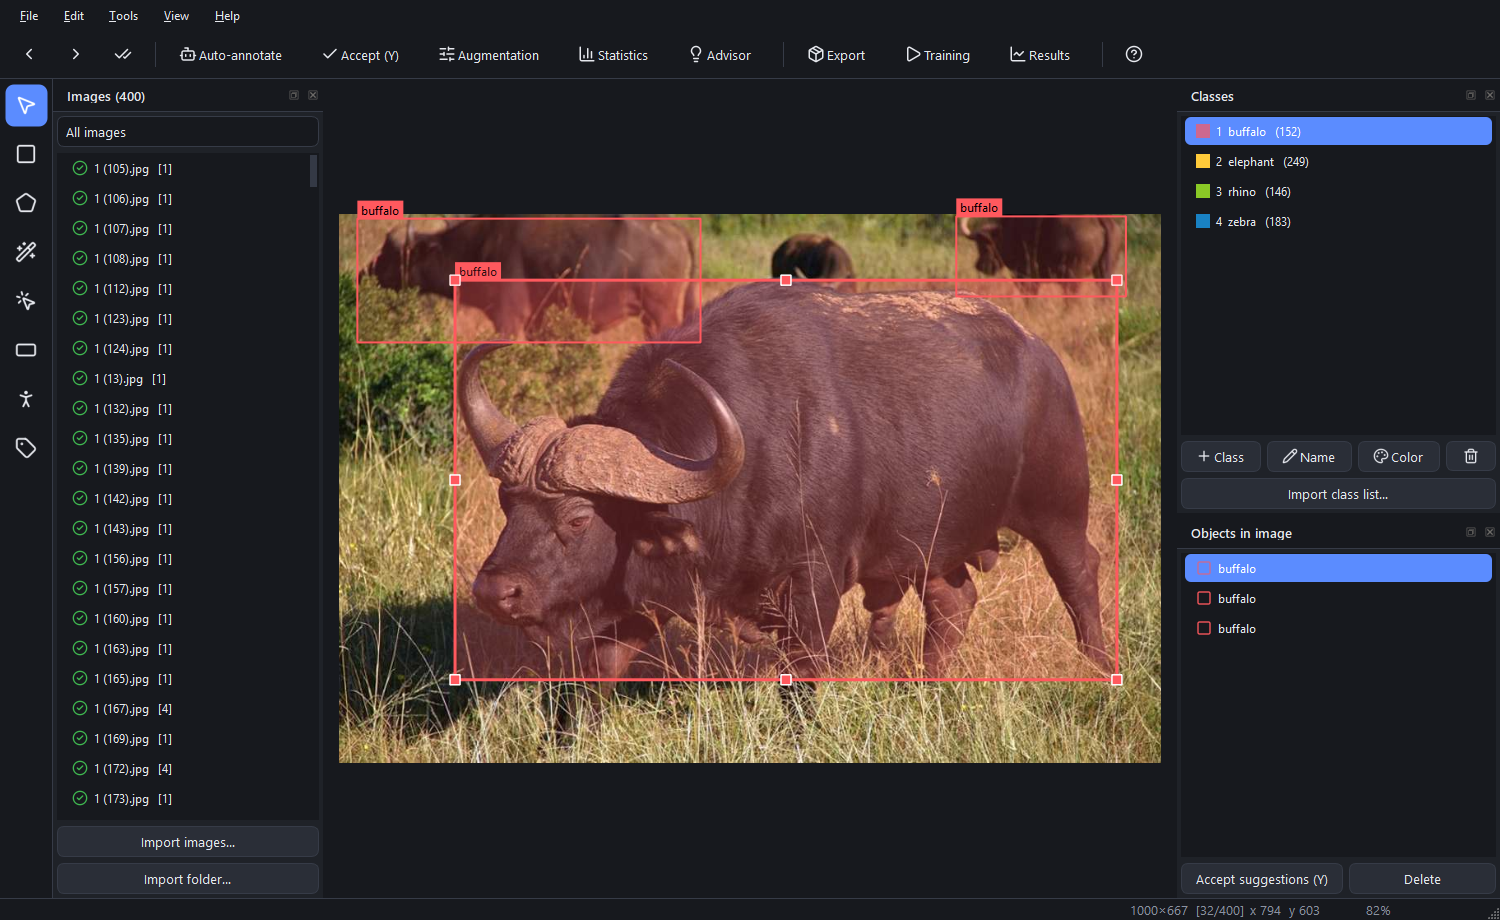 File Edit Tools View Help
Auto-annotate Accept (Y) Augmentation Statistics Advisor Export Training Results
Images (400)
All images
1 (105).jpg [1]
1 (106).jpg [1]
1 (107).jpg [1]
1 (108).jpg [1]
1 (112).jpg [1]
1 (123).jpg [1]
1 (124).jpg [1]
1 (13).jpg [1]
1 (132).jpg [1]
1 (135).jpg [1]
1 (139).jpg [1]
1 (142).jpg [1]
1 (143).jpg [1]
1 (156).jpg [1]
1 (157).jpg [1]
1 (160).jpg [1]
1 (163).jpg [1]
1 (165).jpg [1]
1 (167).jpg [4]
1 (169).jpg [1]
1 (172).jpg [4]
1 (173).jpg [1]
Import images...
Import folder...
buffalo
buffalo
buffalo
Classes
1 buffalo (152)
2 elephant (249)
3 rhino (146)
4 zebra (183)
Class Name Color
Import class list...
Objects in image
buffalo
buffalo
buffalo
Accept suggestions (Y) Delete
1000×667 [32/400] x 794 y 603 82%